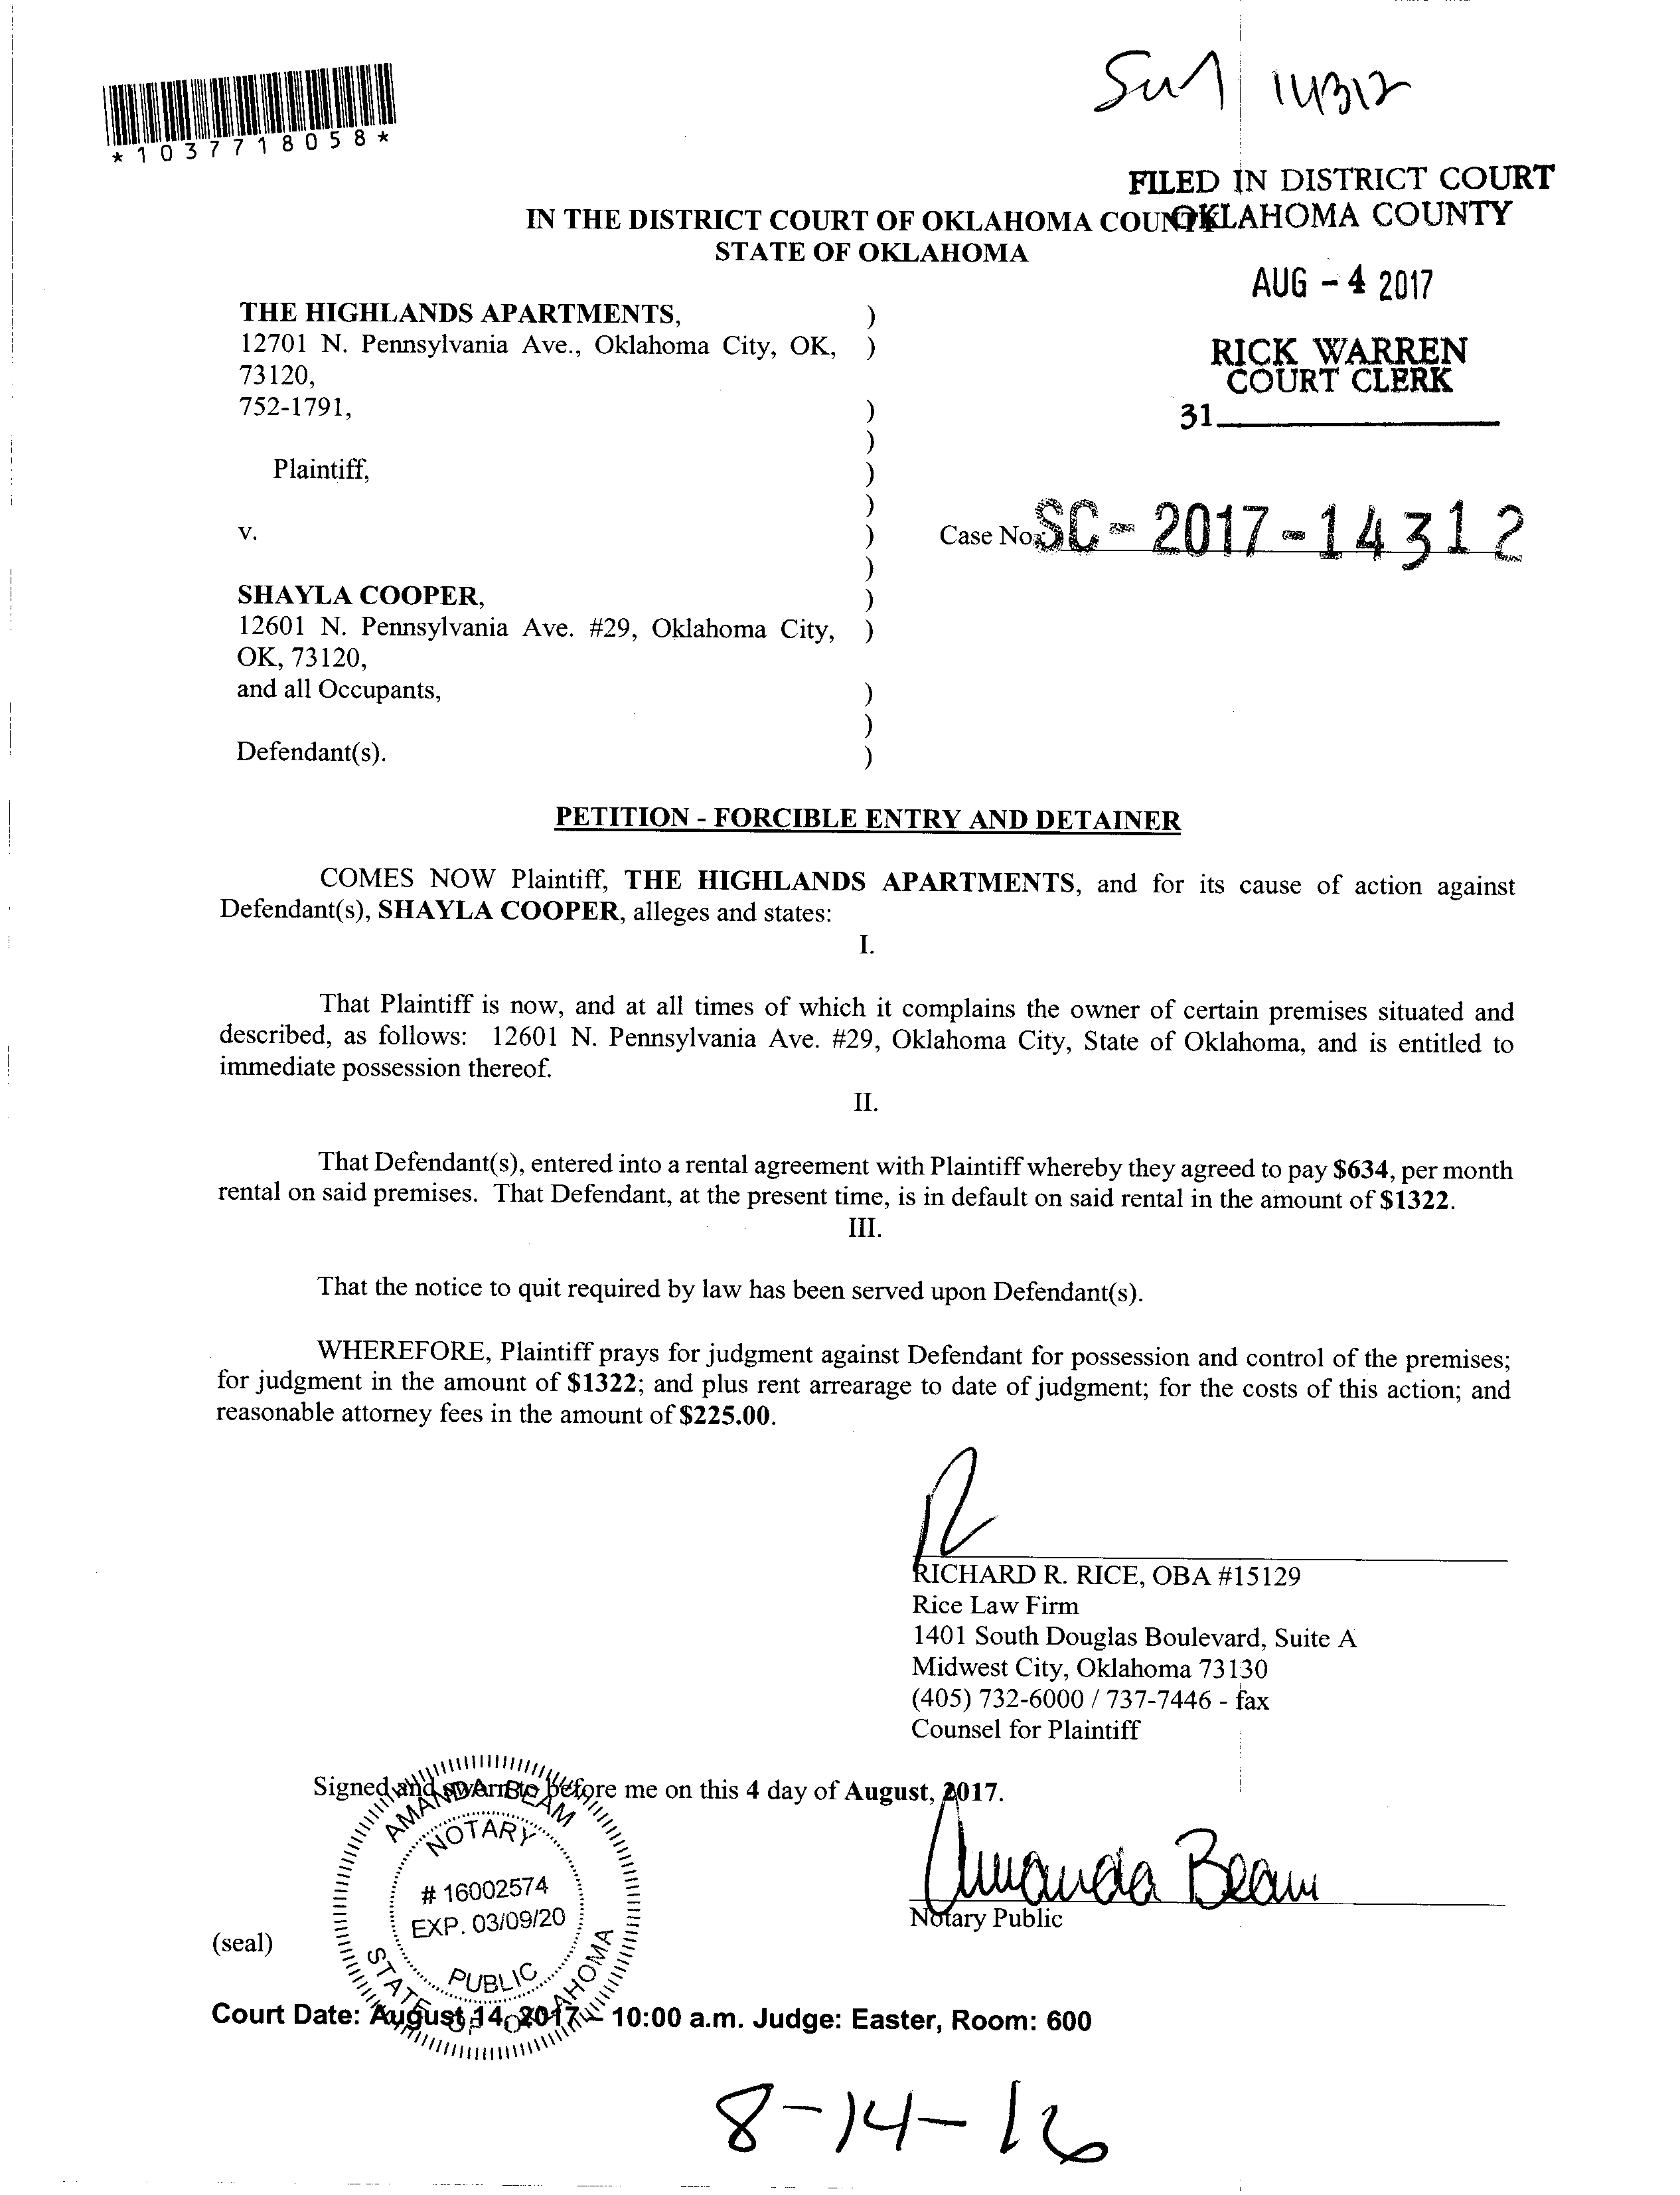 Su1 14312
*1037718058*
FILED IN DISTRICT COURT
OKLAHOMA COUNTY
IN THE DISTRICT COURT OF OKLAHOMA COUNTY
STATE OF OKLAHOMA
AUG - 4 2017
RICK WARREN
COURT CLERK
31
THE HIGHLANDS APARTMENTS, )
12701 N. Pennsylvania Ave., Oklahoma City, OK, )
73120,
752-1791, )
)
Plaintiff, )
)
v. )
Case No. SC-2017-14312
)
SHAYLA COOPER, )
12601 N. Pennsylvania Ave. #29, Oklahoma City, )
OK, 73120,
and all Occupants, )
)
Defendant(s). )
PETITION - FORCIBLE ENTRY AND DETAINER
COMES NOW Plaintiff, THE HIGHLANDS APARTMENTS, and for its cause of action against
Defendant(s), SHAYLA COOPER, alleges and states:
I.
That Plaintiff is now, and at all times of which it complains the owner of certain premises situated and
described, as follows: 12601 N. Pennsylvania Ave. #29, Oklahoma City, State of Oklahoma, and is entitled to
immediate possession thereof.
II.
That Defendant(s), entered into a rental agreement with Plaintiff whereby they agreed to pay $634, per month
rental on said premises. That Defendant, at the present time, is in default on said rental in the amount of $1322.
III.
That the notice to quit required by law has been served upon Defendant(s).
WHEREFORE, Plaintiff prays for judgment against Defendant for possession and control of the premises;
for judgment in the amount of $1322; and plus rent arrearage to date of judgment; for the costs of this action; and
reasonable attorney fees in the amount of $225.00.
RICHARD R. RICE, OBA #15129
Rice Law Firm
1401 South Douglas Boulevard, Suite A
Midwest City, Oklahoma 73130
(405) 732-6000 / 737-7446 - fax
Counsel for Plaintiff
Signed and sworn to before me on this 4 day of August, 2017.
AMANDA BEAM
NOTARY
# 16002574
EXP. 03/09/20
PUBLIC
STATE OF OKLAHOMA
Amanda Beam
Notary Public
(seal)
Court Date: August 14, 2017 - 10:00 a.m. Judge: Easter, Room: 600
8-14-16